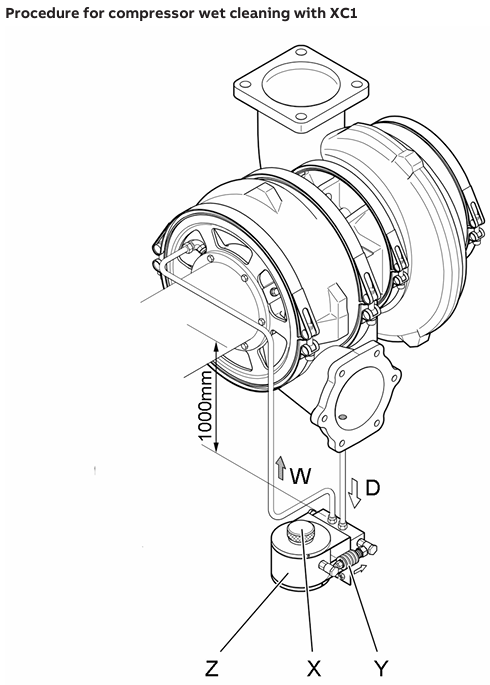 Procedure for compressor wet cleaning with XC1
1000mm
W
D
Z
X
Y